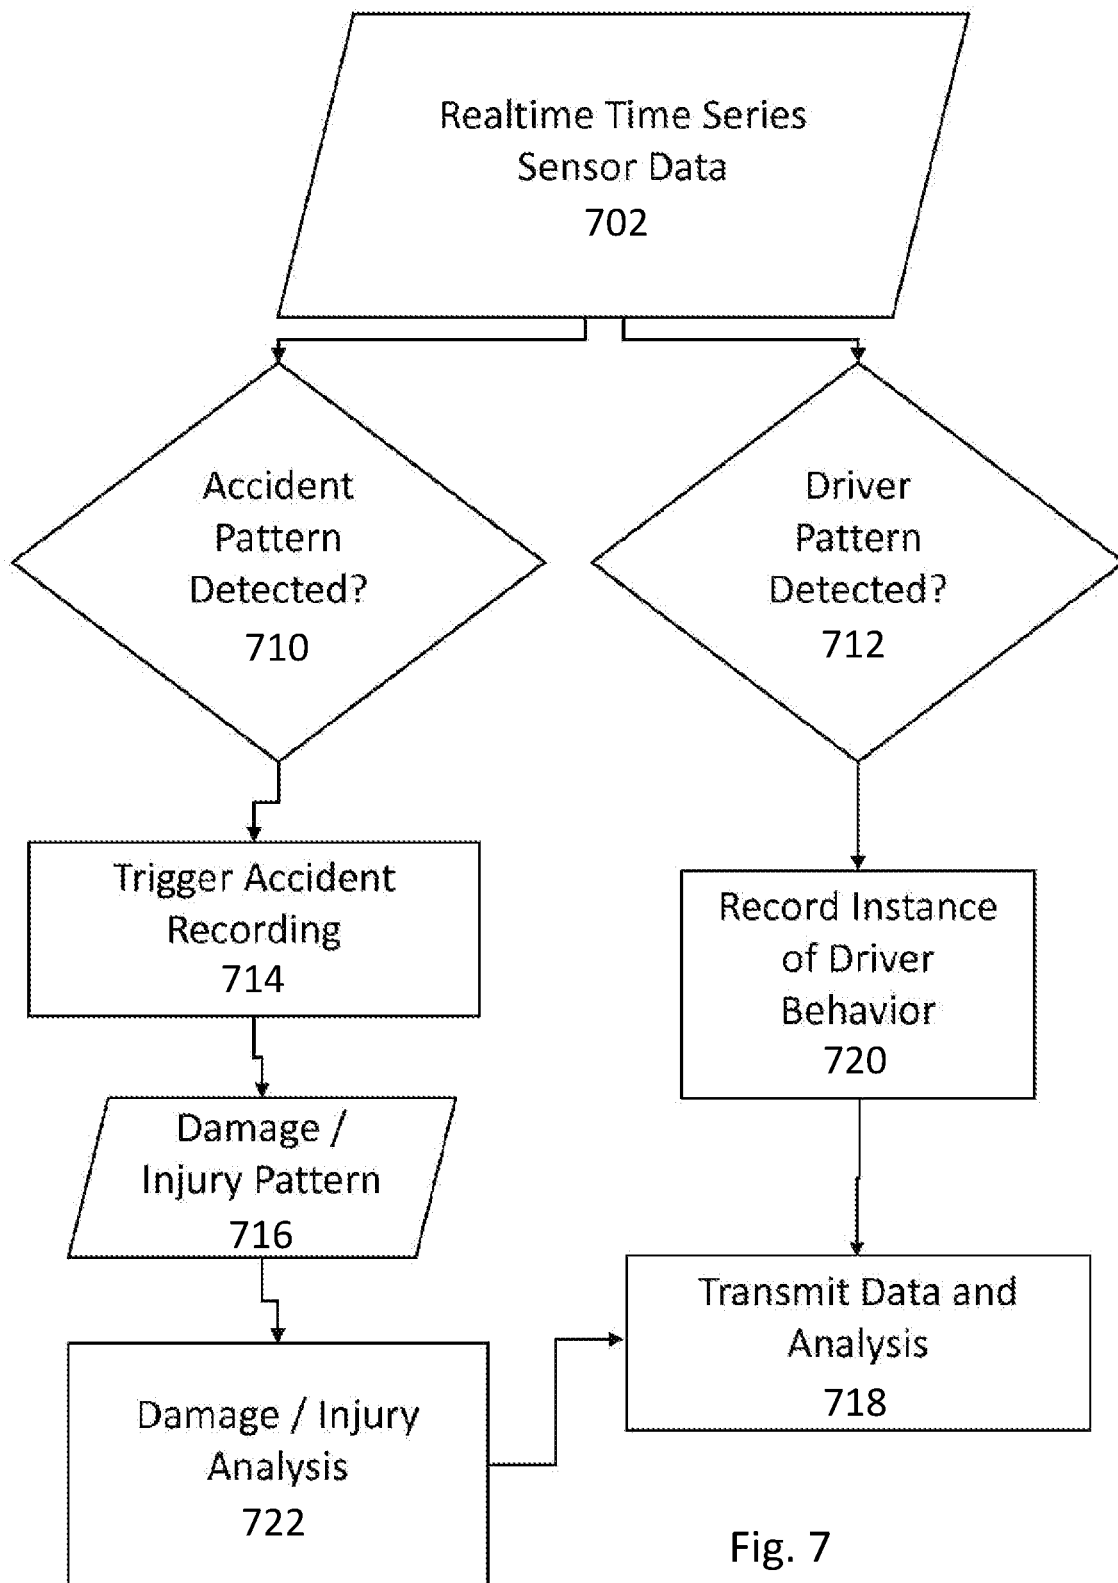 Realtime Time Series
Sensor Data
702
Accident
Pattern
Detected?
710
Driver
Pattern
Detected?
712
Trigger Accident
Recording
714
Record Instance
of Driver
Behavior
720
Damage /
Injury Pattern
716
Transmit Data and
Analysis
718
Damage / Injury
Analysis
722
Fig. 7